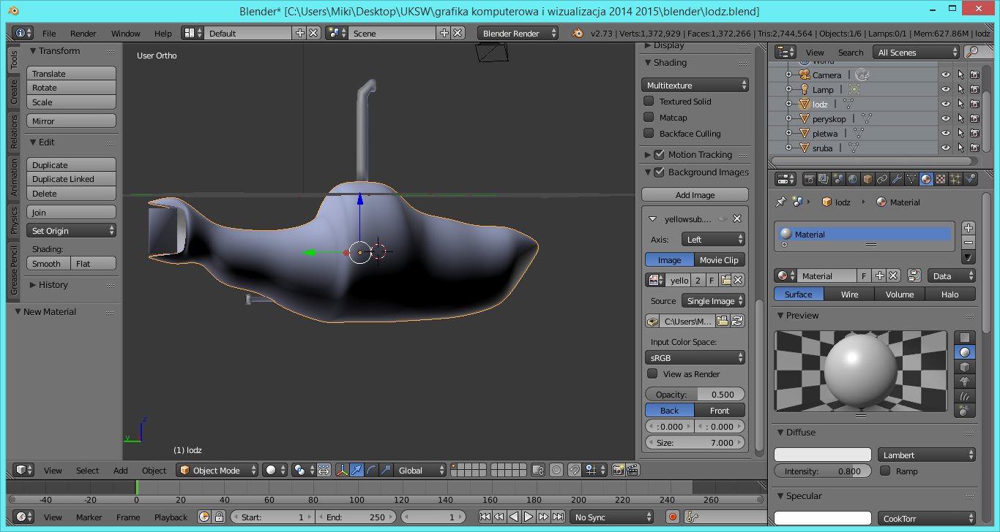 Blender* [C:\Users\Miki\Desktop\UKSW\grafika komputerowa i wizualizacja 2014 2015\blender\lodz.blend]
File Render Window Help Default Scene Blender Render v2.73 | Verts:1,372,929 | Faces:1,372,266 | Tris:2,744,564 | Objects:1/6 | Lamps:0/1 | Mem:627.86M | lodz
Tools
Create
Relations
Animation
Physics
Grease Pencil
Transform
Translate
Rotate
Scale
Mirror
Edit
Duplicate
Duplicate Linked
Delete
Join
Set Origin
Shading:
Smooth Flat
History
New Material
User Ortho
z
y
(1) lodz
Display
Shading
Multitexture
Textured Solid
Matcap
Backface Culling
Motion Tracking
Background Images
Add Image
yellowsub....
Axis: Left
Image Movie Clip
yello 2 F
Source Single Image
C:\Users\M...
Input Color Space:
sRGB
View as Render
Opacity: 0.500
Back Front
: 0.000 : 0.000
Size: 7.000
View Search All Scenes
World
Camera
Lamp
lodz
peryskop
pletwa
sruba
lodz Material
Material
Material F Data
Surface Wire Volume Halo
Preview
Diffuse
Lambert
Intensity: 0.800 Ramp
Specular
CookTorr
View Select Add Object Object Mode Global
-40 -20 0 20 40 60 80 100 120 140 160 180 200 220 240 260
View Marker Frame Playback Start: 1 End: 250 1 No Sync